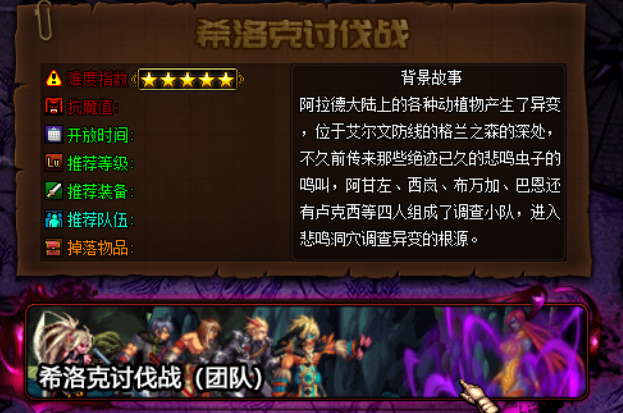 希洛克讨伐战
难度指数
抗魔值:
开放时间:
推荐等级:
推荐装备:
推荐队伍:
掉落物品:
背景故事
阿拉德大陆上的各种动植物产生了异变
，位于艾尔文防线的格兰之森的深处，
不久前传来那些绝迹已久的悲鸣虫子的
鸣叫，阿甘左、西岚、布万加、巴恩还
有卢克西等四人组成了调查小队，进入
悲鸣洞穴调查异变的根源。
希洛克讨伐战（团队）